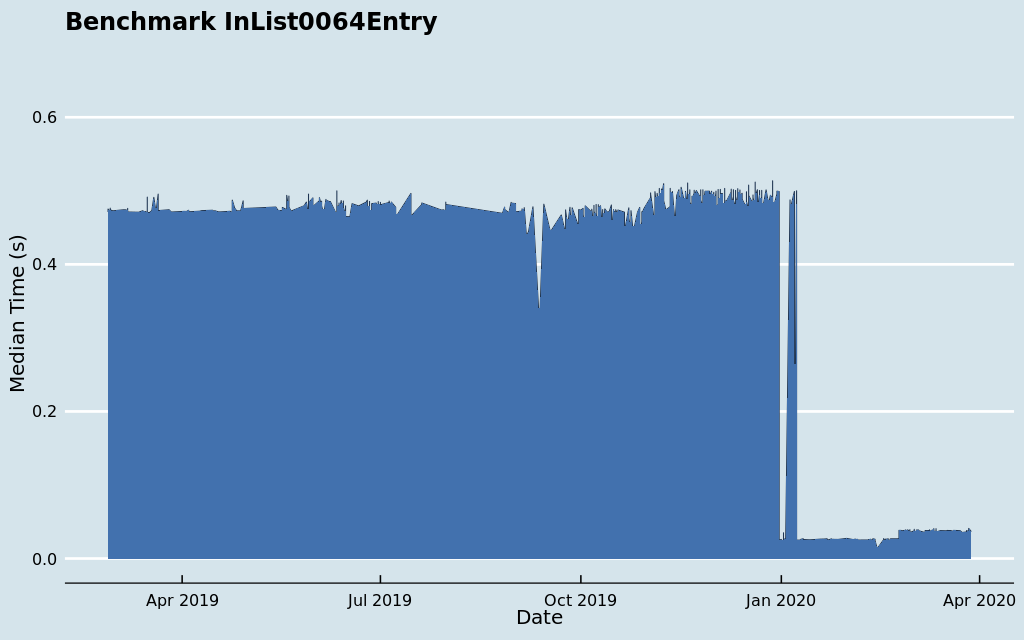 Benchmark InList0064Entry
0.6
0.4
0.2
0.0
Median Time (s)
Apr 2019
Jul 2019
Oct 2019
Jan 2020
Apr 2020
Date